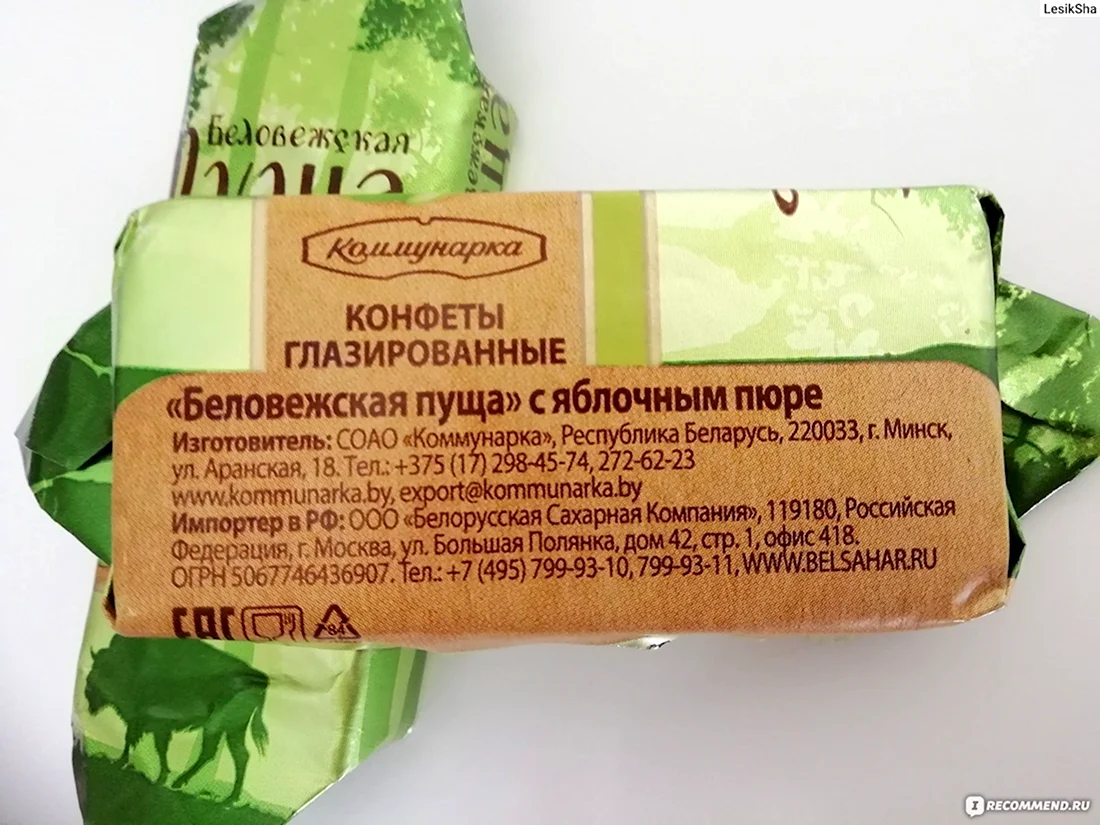 LesikSha
Беловежская
пуща
Коммунарка
КОНФЕТЫ
ГЛАЗИРОВАННЫЕ
«Беловежская пуща» с яблочным пюре
Изготовитель: СОАО «Коммунарка», Республика Беларусь, 220033, г. Минск,
ул. Аранская, 18. Тел.: +375 (17) 298-45-74, 272-62-23
www.kommunarka.by, export@kommunarka.by
Импортер в РФ: ООО «Белорусская Сахарная Компания», 119180, Российская
Федерация, г. Москва, ул. Большая Полянка, дом 42, стр. 1, офис 418.
ОГРН 5067746436907. Тел.: +7 (495) 799-93-10, 799-93-11, WWW.BELSAHAR.RU
EAC
84
IRECOMMEND.RU